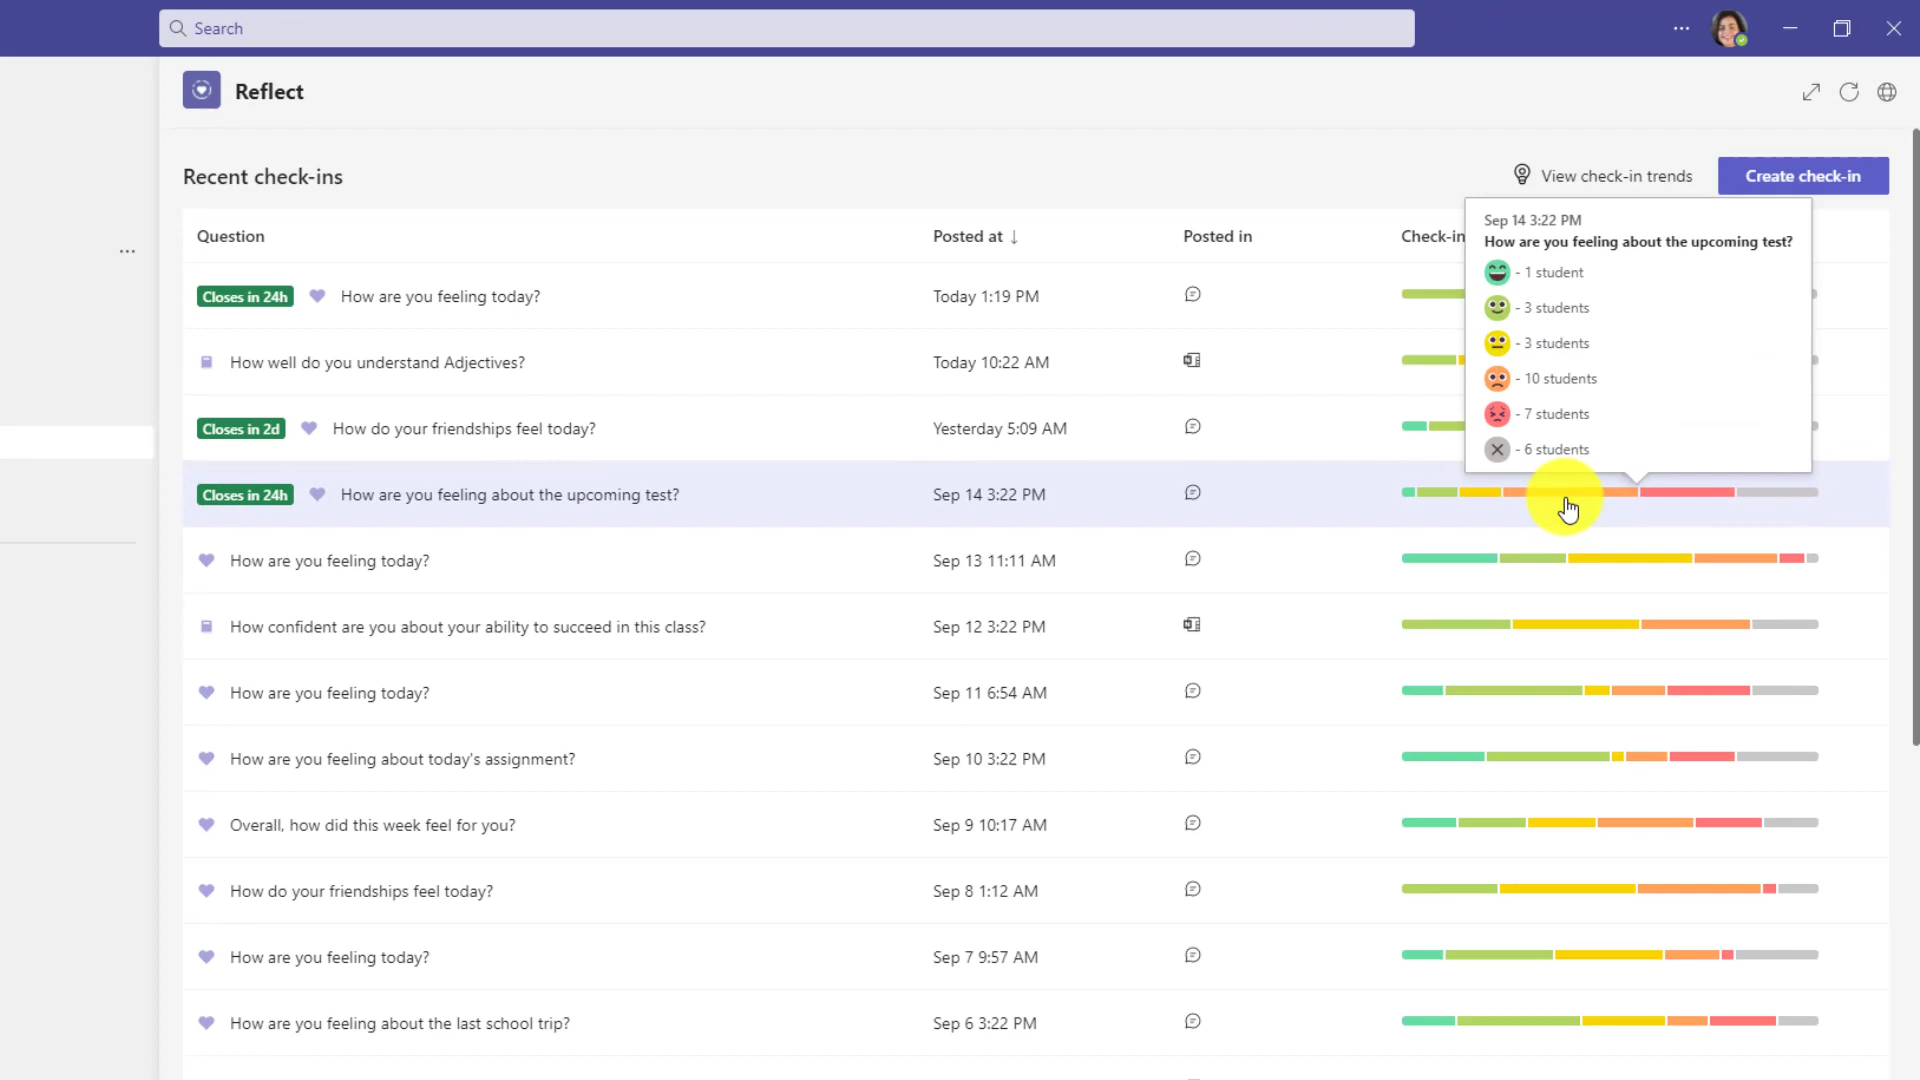 Search
Reflect
Recent check-ins
View check-in trends
Create check-in
Question
Posted at ↓
Posted in
Check-in
Sep 14 3:22 PM
How are you feeling about the upcoming test?
- 1 student
- 3 students
- 3 students
- 10 students
- 7 students
- 6 students
Closes in 24h How are you feeling today? Today 1:19 PM
How well do you understand Adjectives? Today 10:22 AM
Closes in 2d How do your friendships feel today? Yesterday 5:09 AM
Closes in 24h How are you feeling about the upcoming test? Sep 14 3:22 PM
How are you feeling today? Sep 13 11:11 AM
How confident are you about your ability to succeed in this class? Sep 12 3:22 PM
How are you feeling today? Sep 11 6:54 AM
How are you feeling about today's assignment? Sep 10 3:22 PM
Overall, how did this week feel for you? Sep 9 10:17 AM
How do your friendships feel today? Sep 8 1:12 AM
How are you feeling today? Sep 7 9:57 AM
How are you feeling about the last school trip? Sep 6 3:22 PM